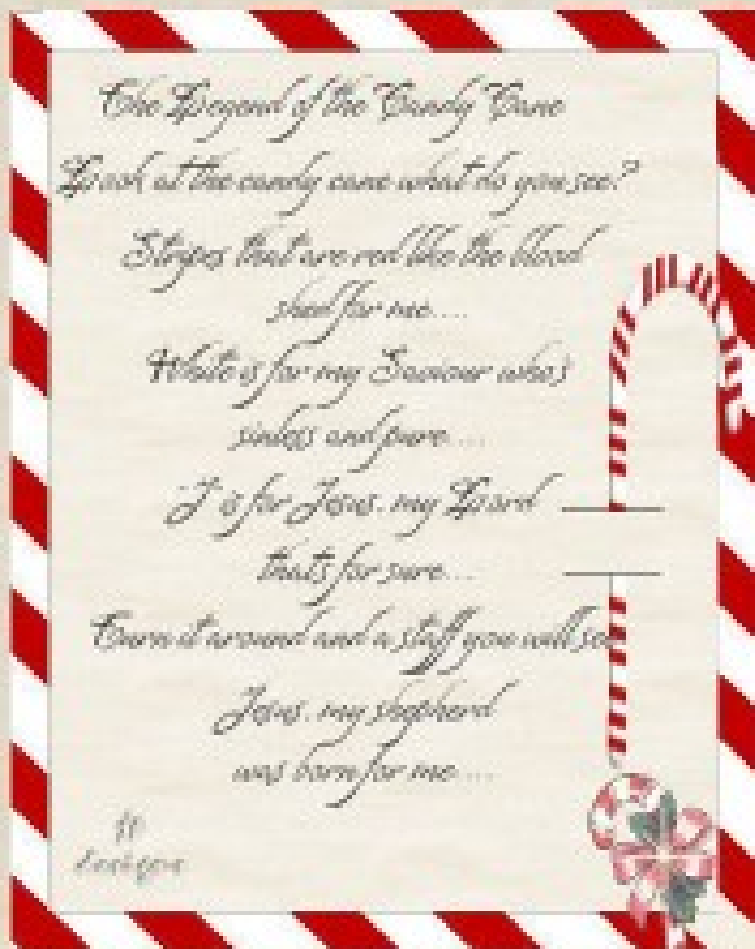 The Legend of the Candy Cane
Look at the candy cane what do you see?
Stripes that are red like the blood
shed for me....
White is for my Saviour who's
sinless and pure....
J is for Jesus, my Lord
that's for sure...
Turn it around and a staff you will see
Jesus, my shepherd
was born for me....
designs